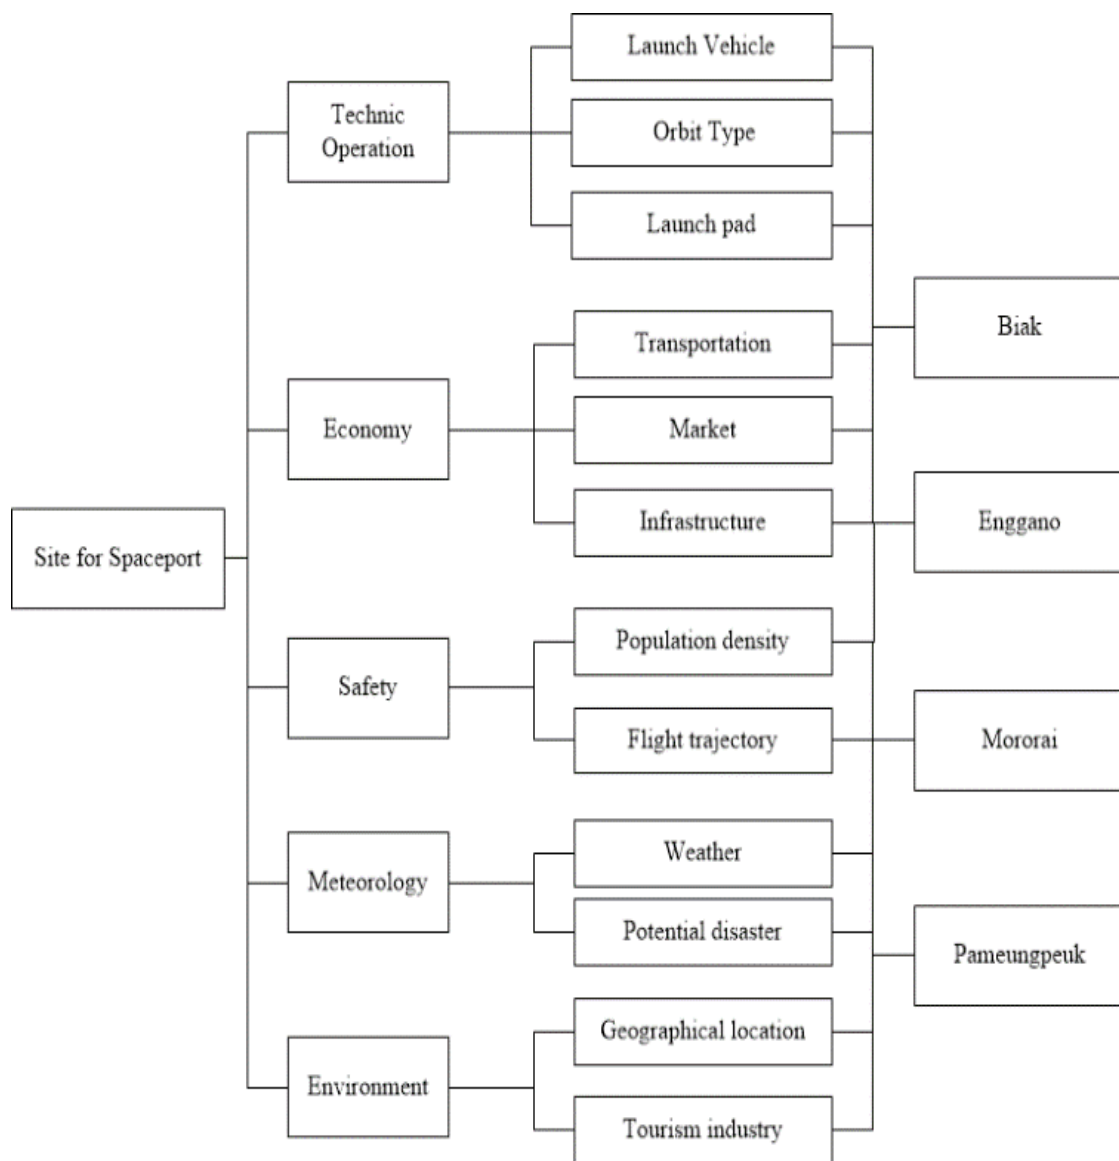 Launch Vehicle
Technic
Operation
Orbit Type
Launch pad
Biak
Transportation
Economy
Market
Infrastructure
Enggano
Site for Spaceport
Population density
Safety
Flight trajectory
Mororai
Weather
Meteorology
Potential disaster
Pameungpeuk
Geographical location
Environment
Tourism industry